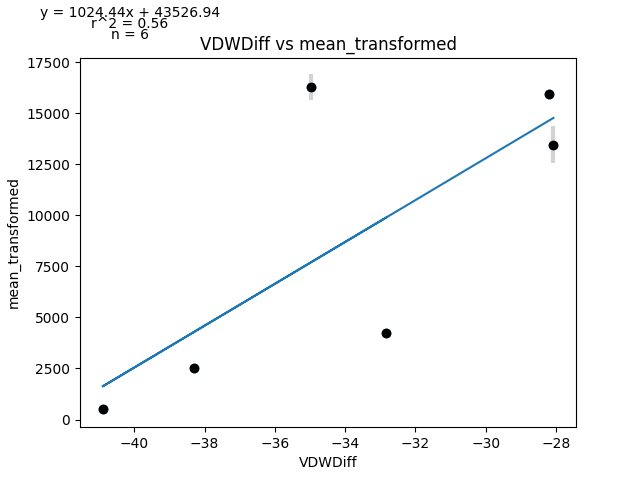 y = 1024.44x + 43526.94
r^2 = 0.56
n = 6
VDWDiff vs mean_transformed
17500
15000
12500
10000
7500
5000
2500
0
mean_transformed
−40 −38 −36 −34 −32 −30 −28
VDWDiff